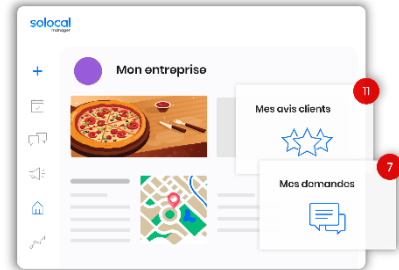 solocal
manager
Mon entreprise
11
Mes avis clients
7
Mes demandes